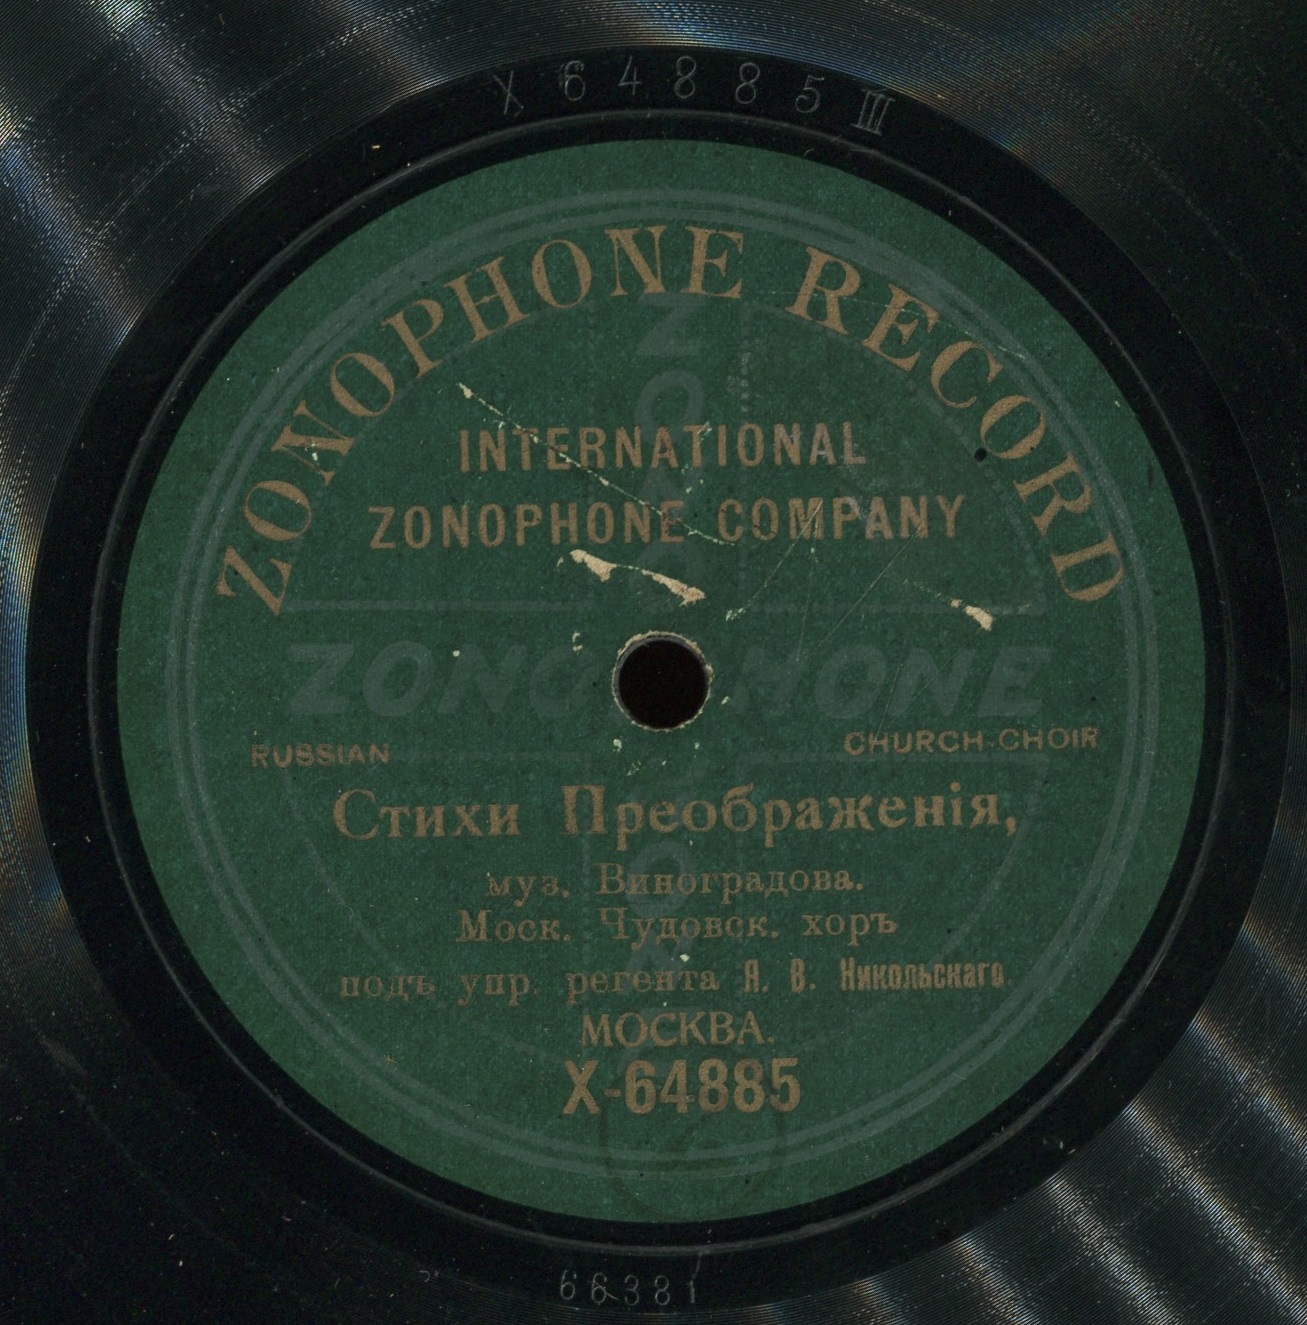 X 64885 III
ZONOPHONE RECORD
INTERNATIONAL
ZONOPHONE COMPANY
ZONOPHONE
RUSSIAN CHURCH-CHOIR
Стихи Преображенія,
муз. Виноградова.
Моск. Чудовск. хоръ
подъ упр. регента А. В. Никольскаго.
МОСКВА.
X-64885
66381